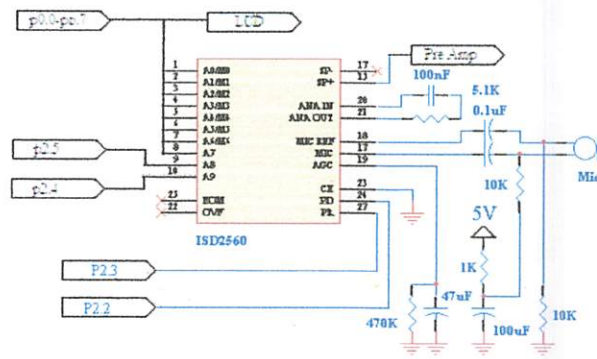 p0.0-p0.7
LCD
Pre Amp
1 A0/M0
2 A1/M1
3 A2/M2
4 A3/M3
5 A4/M4
6 A5/M5
7 A6/M6
8 A7
9 A8
10 A9
25 EOM
22 OVF
SP- 17
SP+ 15
ANA IN 20
ANA OUT 21
MIC REF 18
MIC 17
AGC 19
CE 23
PD 24
P.R. 27
ISD2560
p2.5
p2.4
P2.3
P2.2
100nF
5.1K
0.1uF
Mic
10K
5V
1K
470K
47uF
100uF
10K